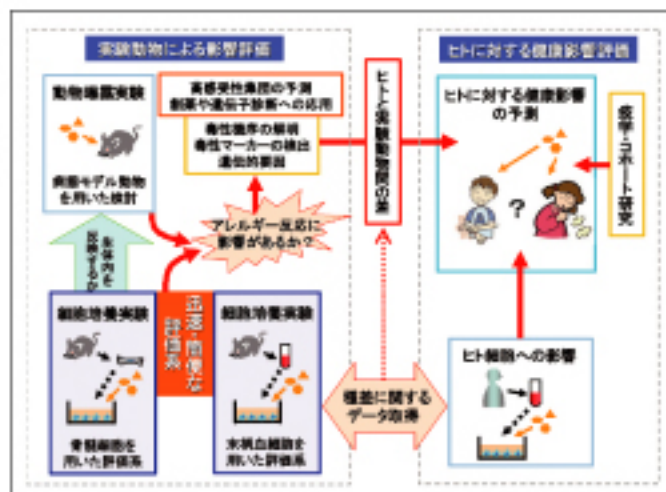 実験動物による影響評価
ヒトに対する健康影響評価
動物曝露実験
病態モデル動物
を用いた検討
高感受性集団の予測
創薬や遺伝子診断への応用
毒性機序の解明
毒性マーカーの検出
遺伝的要因
ヒトと実験動物間の差
ヒトに対する健康影響
の予測
?
疫学・コホート研究
アレルギー反応に
影響があるか?
生体内を
反映するか
細胞培養実験
骨髄細胞を
用いた評価系
迅速・簡便な
評価系
細胞培養実験
末梢血細胞を
用いた評価系
種差に関する
データ取得
ヒト細胞への影響